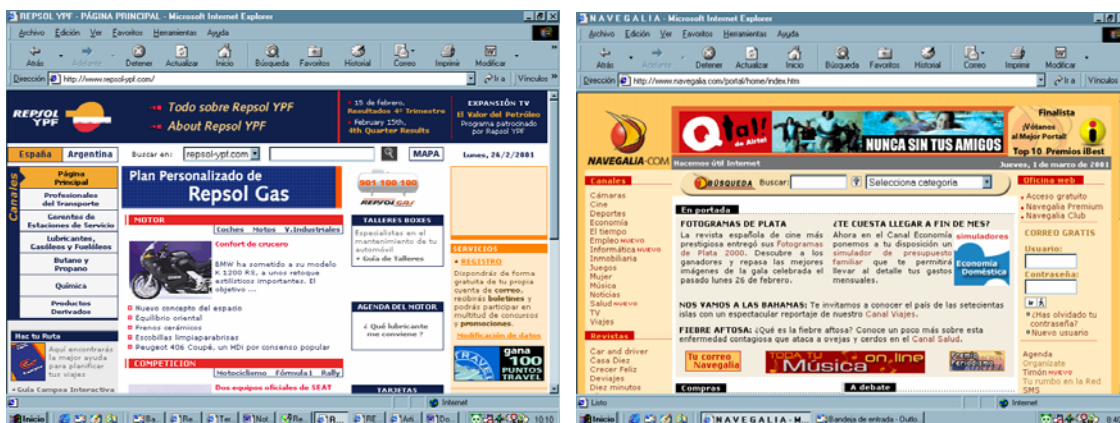 REPSOL YPF - PÁGINA PRINCIPAL - Microsoft Internet Explorer
Archivo Edición Ver Favoritos Herramientas Ayuda
Atrás Adelante Detener Actualizar Inicio Búsqueda Favoritos Historial Correo Imprimir Modificar
Dirección http://www.repsol-ypf.com/ Ir a Vínculos
REPSOL
YPF
Todo sobre Repsol YPF
About Repsol YPF
15 de febrero.
Resultados 4º Trimestre
February 15th.
4th Quarter Results
EXPANSIÓN TV
El Valor del Petróleo
Programa patrocinado
por Repsol YPF
España Argentina Buscar en: repsol-ypf.com MAPA Lunes, 26/2/2001
Canales
Página
Principal
Profesionales
del Transporte
Gerentes de
Estaciones de Servicio
Lubricantes,
Gasóleos y Fuelóleos
Butano y
Propano
Química
Productos
Derivados
Haz tu Ruta
Aquí encontrarás
la mejor ayuda
para planificar
tus viajes
Guía Campsa Interactiva
Plan Personalizado de
Repsol Gas
901 100 100
REPSOL GAS
MOTOR
Coches Motos V.Industriales
Confort de crucero
BMW ha sometido a su modelo
K 1200 RS, a unos retoque
estilísticos importantes. El
objetivo ...
Nuevo concepto del espacio
Equilibrio oriental
Frenos cerámicos
Escobillas limpiaparabrisas
Peugeot 406 Coupé, un HDi por consenso popular
COMPETICION
Motociclismo Fórmula1 Rally
Dos equipos oficiales de SEAT
TALLERES BOXES
Especialistas en el
mantenimiento de tu
automóvil
Guía de Talleres
AGENDA DEL MOTOR
¿ Qué lubricante
me conviene ?
TARJETAS
SERVICIOS
REGISTRO
Dispondrás de forma
gratuita de tu propia
cuenta de correo,
recibirás boletines y
podrás participar en
multitud de concursos
y promociones.
Modificación de datos
TRAVEL
gana
100
PUNTOS
TRAVEL
Internet
Inicio 10:10
NAVEGALIA - Microsoft Internet Explorer
Archivo Edición Ver Favoritos Herramientas Ayuda
Atrás Adelante Detener Actualizar Inicio Búsqueda Favoritos Historial Correo Imprimir Modificar
Dirección http://www.navegalia.com/portal/home/index.htm Ir a Vínculos
NAVEGALIA.COM
Qtal!
de Airtel
NUNCA SIN TUS AMIGOS
Finalista
¡Vótanos
al Mejor Portal!
Top 10 Premios iBest
Hacemos útil Internet Jueves, 1 de marzo de 2001
BÚSQUEDA Buscar: Selecciona categoria
Canales
Cámaras
Cine
Deportes
Economía
El tiempo
Empleo NUEVO
Informática NUEVO
Inmobiliaria
Juegos
Mujer
Música
Noticias
Salud NUEVO
TV
Viajes
Revistas
Car and driver
Casa Diez
Crecer Feliz
Deviajes
Diez minutos
En portada
FOTOGRAMAS DE PLATA
La revista española de cine más
prestigiosa entregó sus Fotogramas
de Plata 2000. Descubre a los
ganadores y repasa las mejores
imágenes de la gala celebrada el
pasado lunes 26 de febrero.
¿TE CUESTA LLEGAR A FIN DE MES?
Ahora en el Canal Economía
ponemos a tu disposición un
simulador de presupuesto
familiar que te permitirá
llevar al detalle tus gastos
mensuales.
simuladores
Economía
Doméstica
NOS VAMOS A LAS BAHAMAS: Te invitamos a conocer el país de las setecientas
islas con un espectacular reportaje de nuestro Canal Viajes.
FIEBRE AFTOSA: ¿Qué es la fiebre aftosa? Conoce un poco más sobre esta
enfermedad contagiosa que ataca a ovejas y cerdos en el Canal Salud.
Tu correo
Navegalia
TODA TU
Música on.line
Compras A debate
Oficina web
Acceso gratuito
Navegalia Premium
Navegalia Club
CORREO GRATIS
Usuario:
Contraseña:
Ir
¿Has olvidado tu
contraseña?
Nuevo usuario
Agenda
Organízate
Timón NUEVO
Tu rumbo en la Red
SMS
Listo Internet
Inicio NAVEGALIA - M... Bandeja de entrada - Outlo...